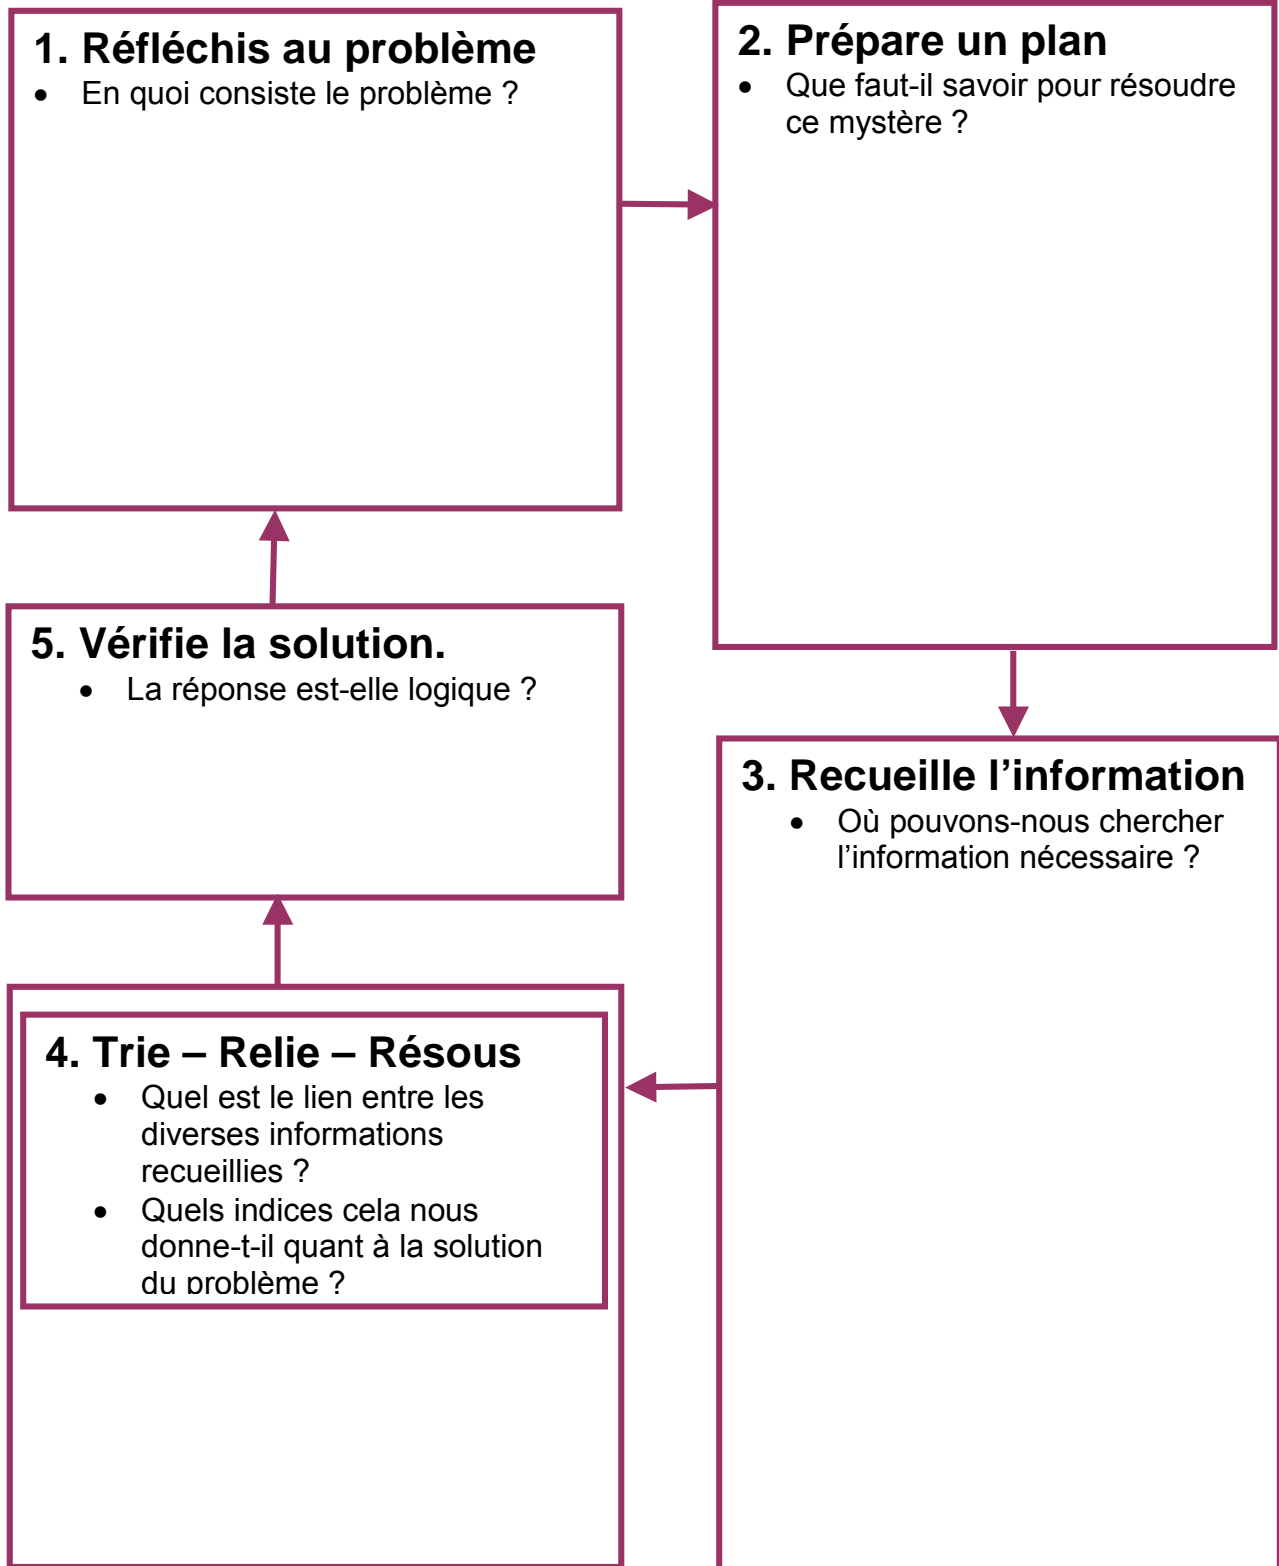 1. Réfléchis au problème
• En quoi consiste le problème ?
2. Prépare un plan
• Que faut-il savoir pour résoudre
ce mystère ?
3. Recueille l’information
• Où pouvons-nous chercher
l’information nécessaire ?
4. Trie – Relie – Résous
• Quel est le lien entre les
diverses informations
recueillies ?
• Quels indices cela nous
donne-t-il quant à la solution
du problème ?
5. Vérifie la solution.
• La réponse est-elle logique ?